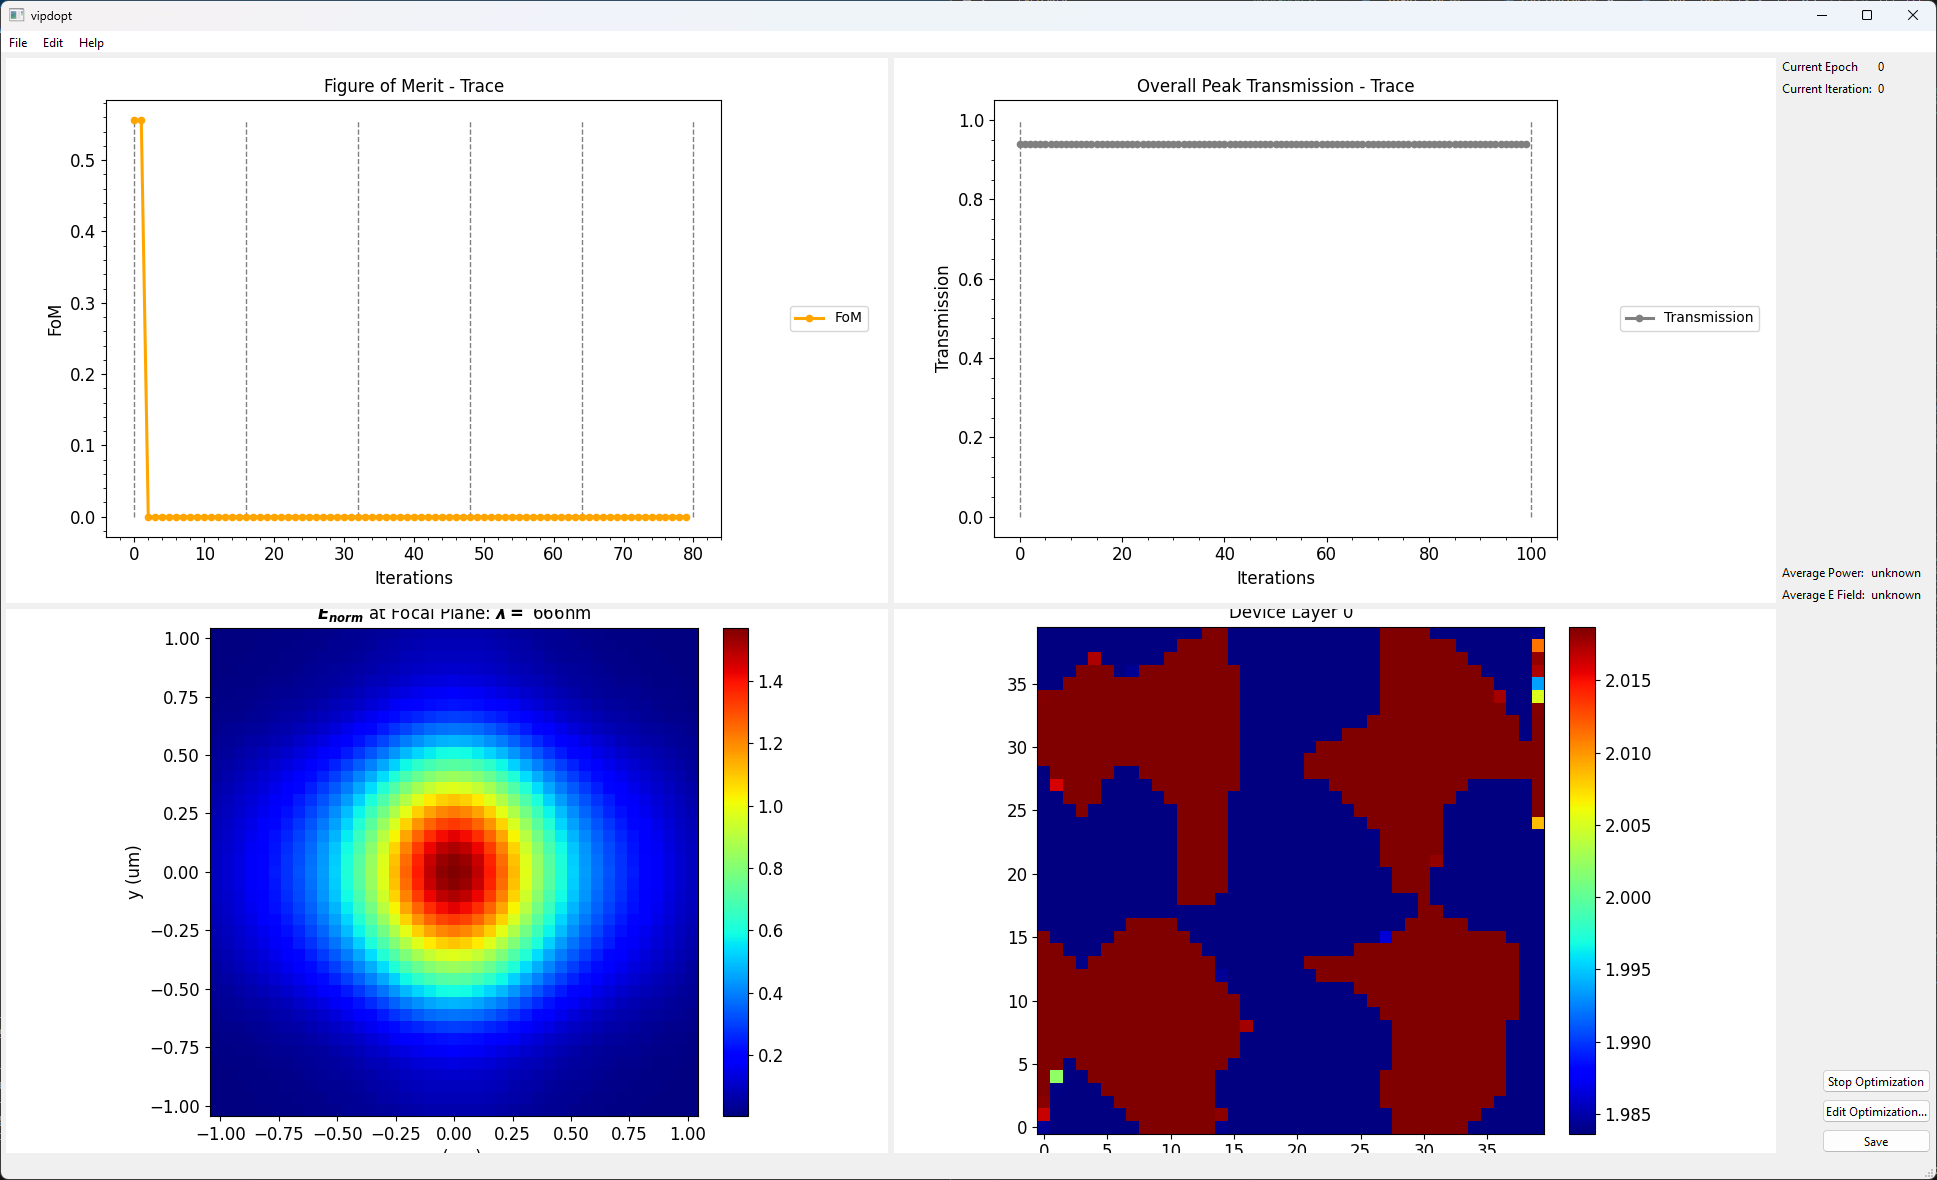 vipdopt
File Edit Help
Figure of Merit - Trace
FoM
0.5
0.4
0.3
0.2
0.1
0.0
0 10 20 30 40 50 60 70 80
Iterations
FoM
Overall Peak Transmission - Trace
Transmission
1.0
0.8
0.6
0.4
0.2
0.0
0 20 40 60 80 100
Iterations
Transmission
Current Epoch 0
Current Iteration: 0
Average Power: unknown
Average E Field: unknown
Enorm at Focal Plane: λ = 666nm
y (um)
1.00
0.75
0.50
0.25
0.00
−0.25
−0.50
−0.75
−1.00
−1.00 −0.75 −0.50 −0.25 0.00 0.25 0.50 0.75 1.00
1.4
1.2
1.0
0.8
0.6
0.4
0.2
Device Layer 0
35
30
25
20
15
10
5
0
0 5 10 15 20 25 30 35
2.015
2.010
2.005
2.000
1.995
1.990
1.985
Stop Optimization
Edit Optimization...
Save